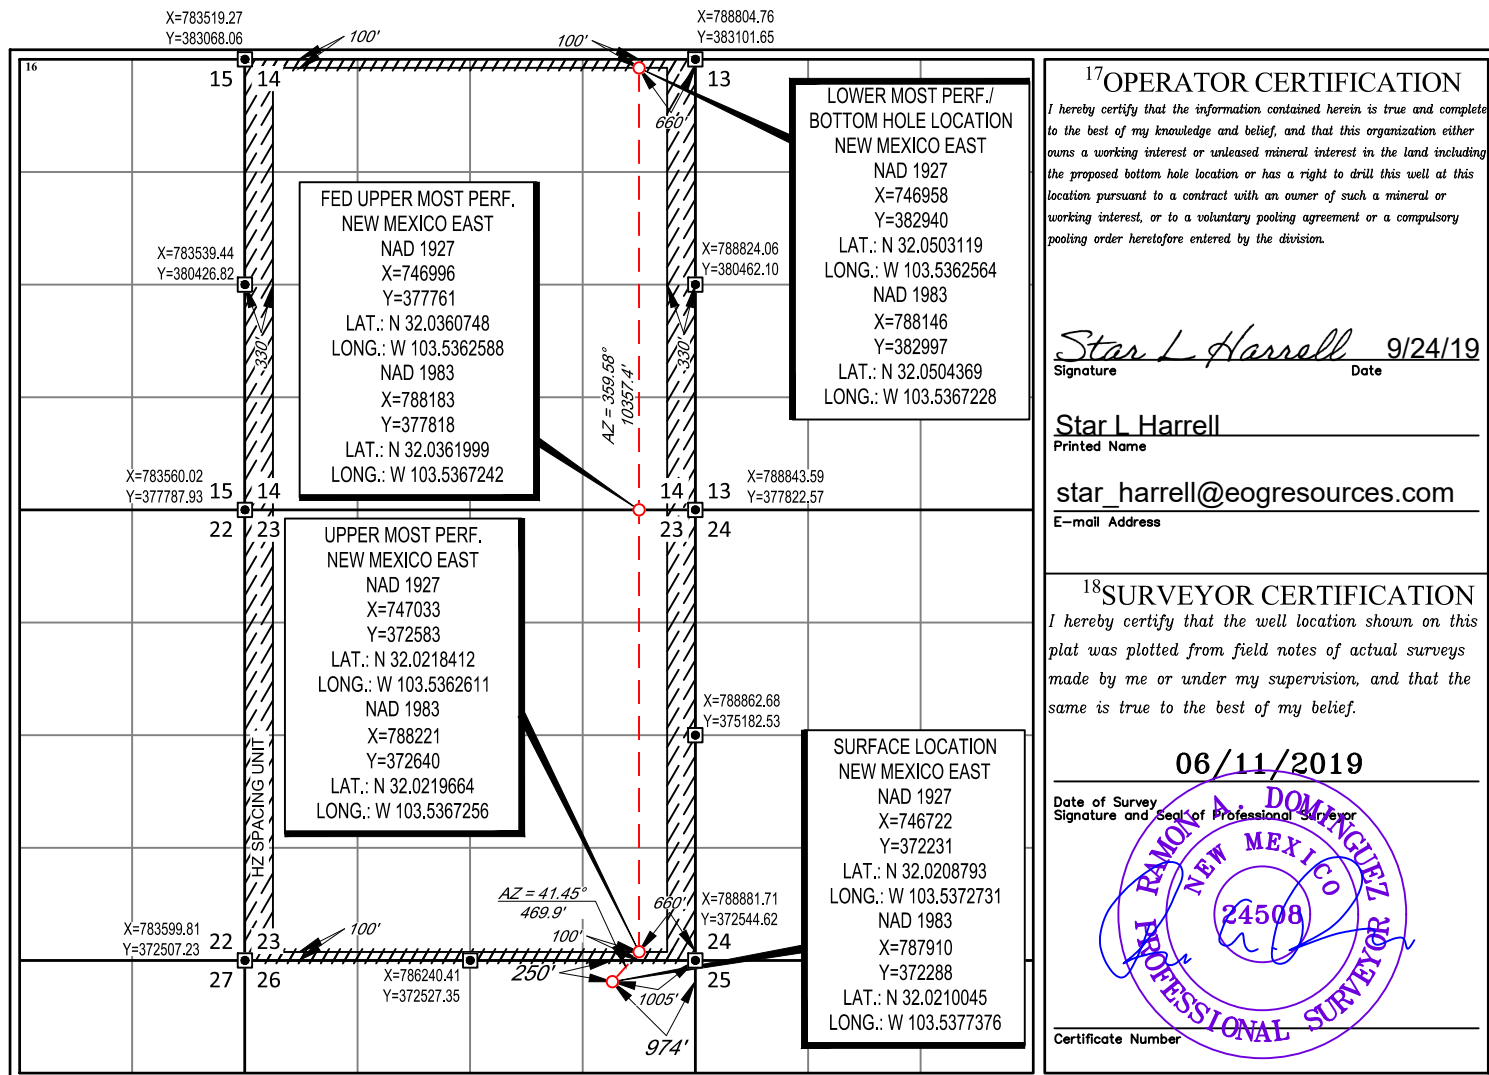 X=783519.27
Y=383068.06
100'
100'
X=788804.76
Y=383101.65
16
15
14
13
660'
LOWER MOST PERF./
BOTTOM HOLE LOCATION
NEW MEXICO EAST
NAD 1927
X=746958
Y=382940
LAT.: N 32.0503119
LONG.: W 103.5362564
NAD 1983
X=788146
Y=382997
LAT.: N 32.0504369
LONG.: W 103.5367228
FED UPPER MOST PERF.
NEW MEXICO EAST
NAD 1927
X=746996
Y=377761
LAT.: N 32.0360748
LONG.: W 103.5362588
NAD 1983
X=788183
Y=377818
LAT.: N 32.0361999
LONG.: W 103.5367242
X=783539.44
Y=380426.82
X=788824.06
Y=380462.10
330'
330'
AZ = 359.58°
10357.4'
X=783560.02
Y=377787.93
15
14
14
13
X=788843.59
Y=377822.57
22
23
23
24
UPPER MOST PERF.
NEW MEXICO EAST
NAD 1927
X=747033
Y=372583
LAT.: N 32.0218412
LONG.: W 103.5362611
NAD 1983
X=788221
Y=372640
LAT.: N 32.0219664
LONG.: W 103.5367256
X=788862.68
Y=375182.53
HZ SPACING UNIT
SURFACE LOCATION
NEW MEXICO EAST
NAD 1927
X=746722
Y=372231
LAT.: N 32.0208793
LONG.: W 103.5372731
NAD 1983
X=787910
Y=372288
LAT.: N 32.0210045
LONG.: W 103.5377376
AZ = 41.45°
469.9'
660'
X=788881.71
Y=372544.62
X=783599.81
Y=372507.23
22
23
100'
100'
24
27
26
X=786240.41
Y=372527.35
250'
1005'
25
974'
17OPERATOR CERTIFICATION
I hereby certify that the information contained herein is true and complete
to the best of my knowledge and belief, and that this organization either
owns a working interest or unleased mineral interest in the land including
the proposed bottom hole location or has a right to drill this well at this
location pursuant to a contract with an owner of such a mineral or
working interest, or to a voluntary pooling agreement or a compulsory
pooling order heretofore entered by the division.
Star L Harrell 9/24/19
Signature Date
Star L Harrell
Printed Name
star_harrell@eogresources.com
E-mail Address
18SURVEYOR CERTIFICATION
I hereby certify that the well location shown on this
plat was plotted from field notes of actual surveys
made by me or under my supervision, and that the
same is true to the best of my belief.
06/11/2019
Date of Survey
Signature and Seal of Professional Surveyor
RAMON A. DOMINGUEZ
NEW MEXICO
24508
PROFESSIONAL SURVEYOR
Certificate Number